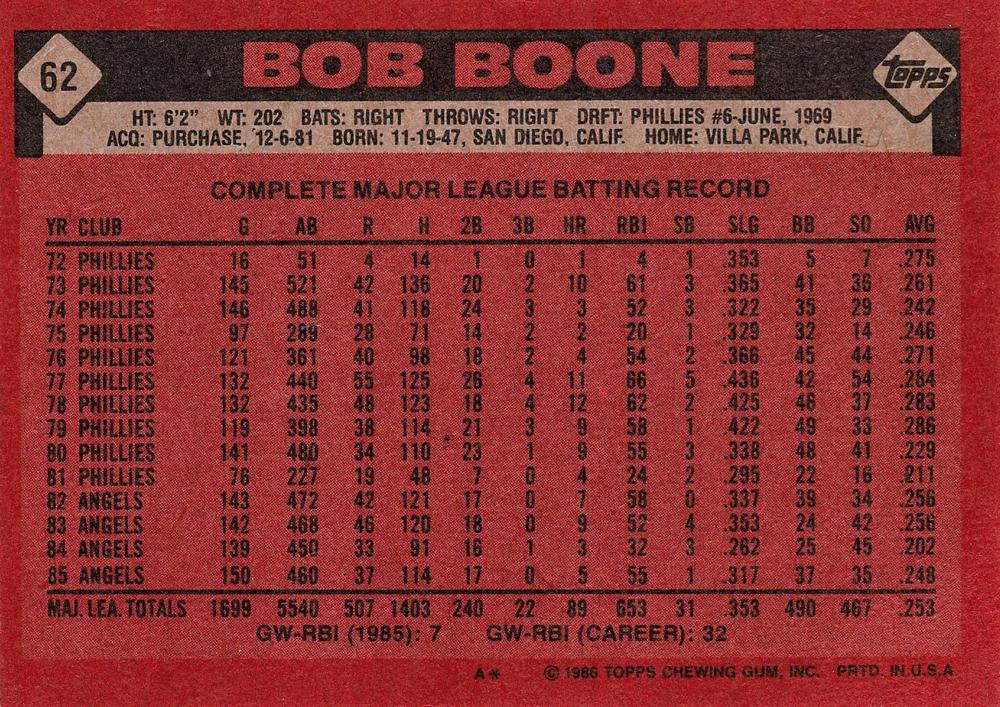 62 BOB BOONE topps
HT: 6'2" WT: 202 BATS: RIGHT THROWS: RIGHT DRFT: PHILLIES #6-JUNE, 1969
ACQ: PURCHASE, 12-6-81 BORN: 11-19-47, SAN DIEGO, CALIF. HOME: VILLA PARK, CALIF.
COMPLETE MAJOR LEAGUE BATTING RECORD
YR CLUB G AB R H 2B 3B HR RBI SB SLG BB SO AVG
72 PHILLIES 16 51 4 14 1 0 1 4 1 .353 5 7 .275
73 PHILLIES 145 521 42 136 20 2 10 61 3 .365 41 36 .261
74 PHILLIES 146 488 41 118 24 3 3 52 3 .322 35 29 .242
75 PHILLIES 97 289 28 71 14 2 2 20 1 .329 32 14 .246
76 PHILLIES 121 361 40 98 18 2 4 54 2 .366 45 44 .271
77 PHILLIES 132 440 55 125 26 4 11 66 5 .436 42 54 .284
78 PHILLIES 132 435 48 123 18 4 12 62 2 .425 46 37 .283
79 PHILLIES 119 398 38 114 21 3 9 58 1 .422 49 33 .286
80 PHILLIES 141 480 34 110 23 1 9 55 3 .338 48 41 .229
81 PHILLIES 76 227 19 48 7 0 4 24 2 .295 22 16 .211
82 ANGELS 143 472 42 121 17 0 7 58 0 .337 39 34 .256
83 ANGELS 142 468 46 120 18 0 9 52 4 .353 24 42 .256
84 ANGELS 139 450 33 91 16 1 3 32 3 .262 25 45 .202
85 ANGELS 150 460 37 114 17 0 5 55 1 .317 37 35 .248
MAJ. LEA. TOTALS 1699 5540 507 1403 240 22 89 653 31 .353 490 467 .253
GW-RBI (1985): 7 GW-RBI (CAREER): 32
A* © 1986 TOPPS CHEWING GUM, INC. PRTD. IN U.S.A.